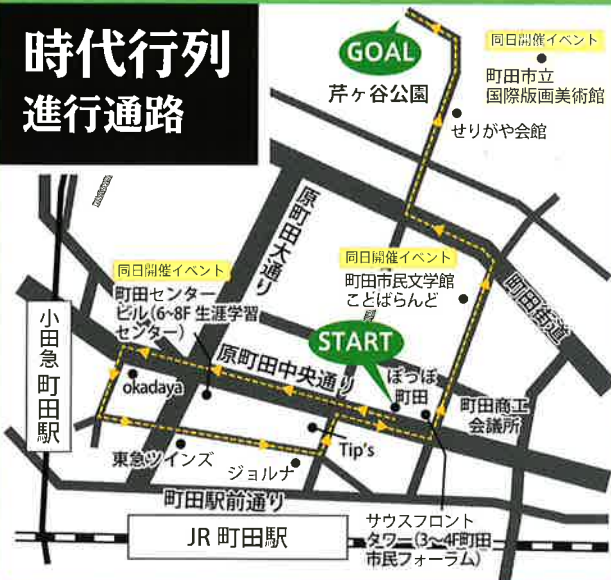 時代行列
進行通路
GOAL
芹ヶ谷公園
同日開催イベント
町田市立
国際版画美術館
せりがや会館
原町田大通り
同日開催イベント
町田市民文学館
ことばらんど
町田街道
同日開催イベント
町田センター
ビル(6~8F 生涯学習
センター)
START
原町田中央通り
ぽっぽ
町田
町田商工
会議所
小田急 町田駅
okadaya
Tip's
東急ツインズ
ジョルナ
町田駅前通り
JR 町田駅
サウスフロント
タワー(3~4F町田
市民フォーラム)